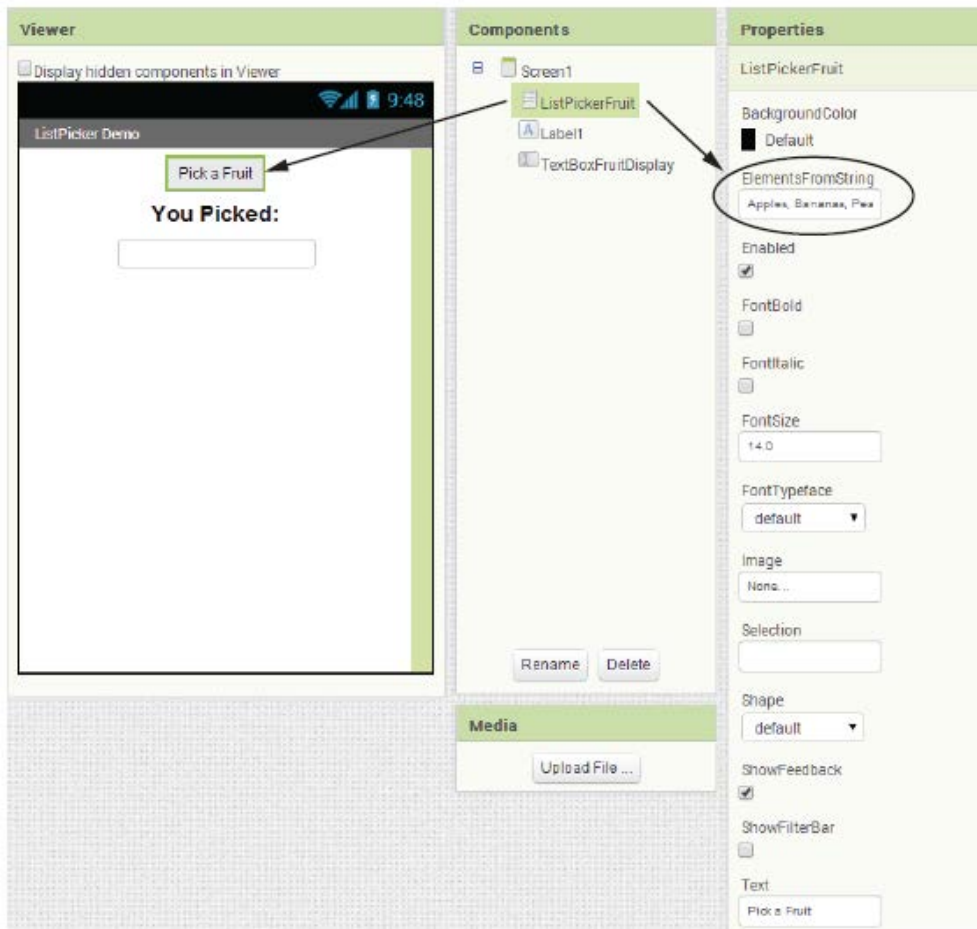 Viewer
Display hidden components in Viewer
9:48
ListPicker Demo
Pick a Fruit
You Picked:
Components
Screen1
ListPickerFruit
A
Label1
TextBoxFruitDisplay
Rename
Delete
Media
Upload File ...
Properties
ListPickerFruit
BackgroundColor
Default
ElementsFromString
Apples, Bananas, Pea
Enabled
FontBold
FontItalic
FontSize
14.0
FontTypeface
default
Image
None...
Selection
Shape
default
ShowFeedback
ShowFilterBar
Text
Pick a Fruit